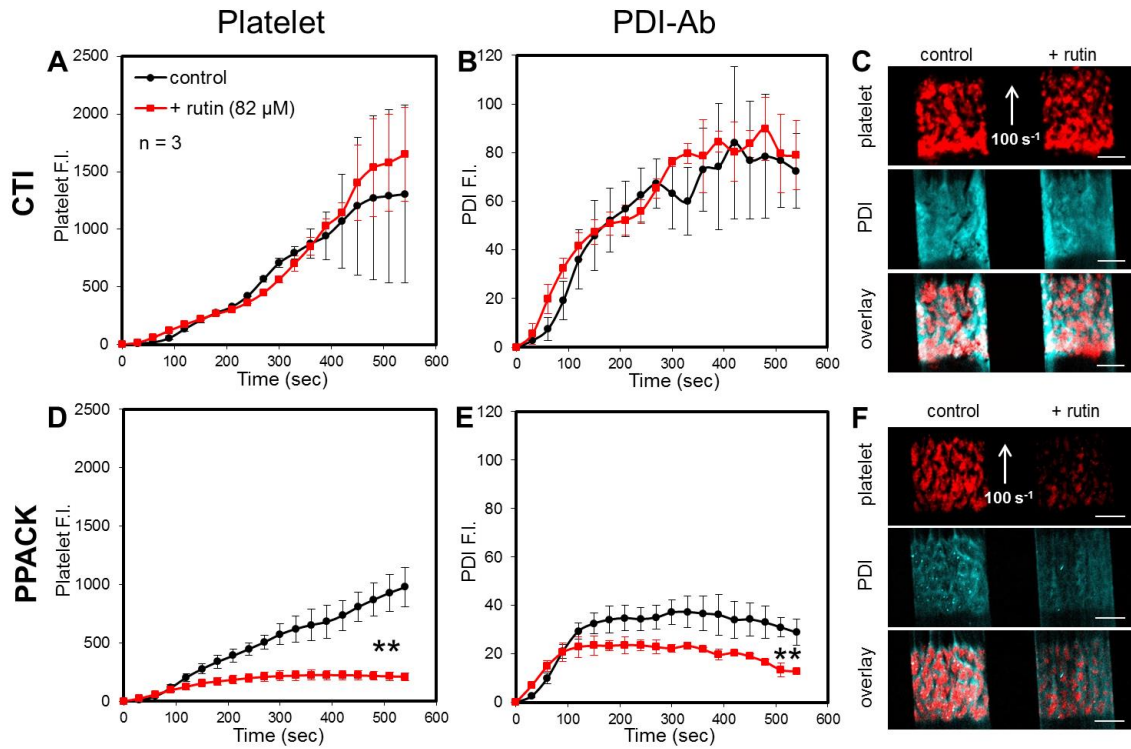 Platelet
PDI-Ab
CTI
A
Platelet F.I.
2500
2000
1500
1000
500
0
control
+ rutin (82 µM)
n = 3
0 100 200 300 400 500 600
Time (sec)
B
PDI F.I.
120
100
80
60
40
20
0
0 100 200 300 400 500 600
Time (sec)
C
control + rutin
platelet
100 s⁻¹
PDI
overlay
PPACK
D
Platelet F.I.
2500
2000
1500
1000
500
0
**
0 100 200 300 400 500 600
Time (sec)
E
PDI F.I.
120
100
80
60
40
20
0
**
0 100 200 300 400 500 600
Time (sec)
F
control + rutin
platelet
100 s⁻¹
PDI
overlay